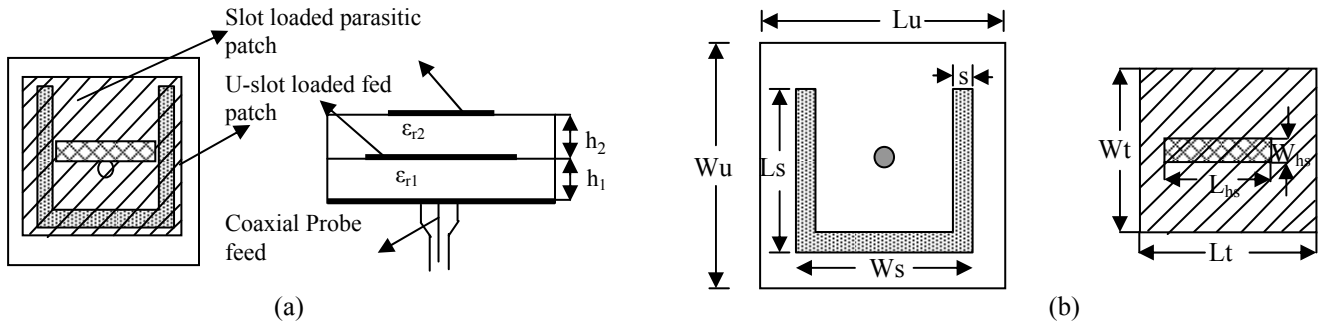 Slot loaded parasitic
patch
U-slot loaded fed
patch
εr2
h2
εr1
h1
Coaxial Probe
feed
(a)
Lu
s
Wu
Ls
Ws
Wt
Whs
Lhs
Lt
(b)